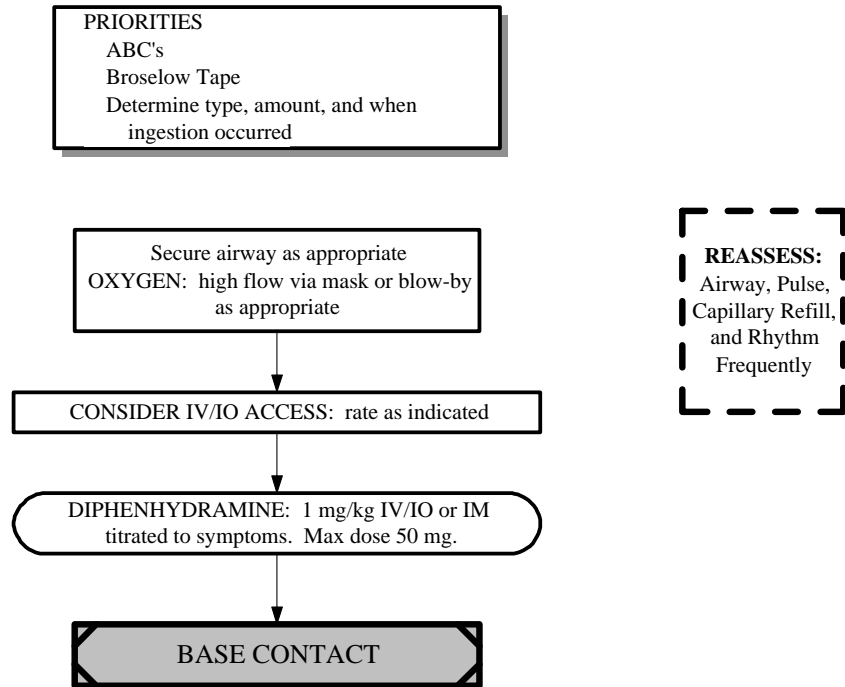 PRIORITIES
ABC's
Broselow Tape
Determine type, amount, and when
ingestion occurred
Secure airway as appropriate
OXYGEN: high flow via mask or blow-by
as appropriate
REASSESS:
Airway, Pulse,
Capillary Refill,
and Rhythm
Frequently
CONSIDER IV/IO ACCESS: rate as indicated
DIPHENHYDRAMINE: 1 mg/kg IV/IO or IM
titrated to symptoms. Max dose 50 mg.
BASE CONTACT